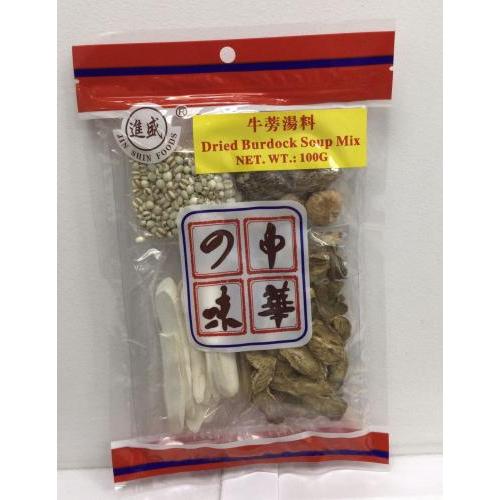 進盛
®
JIN SHIN FOODS
牛蒡湯料
Dried Burdock Soup Mix
NET. WT.: 100G
の中
味華